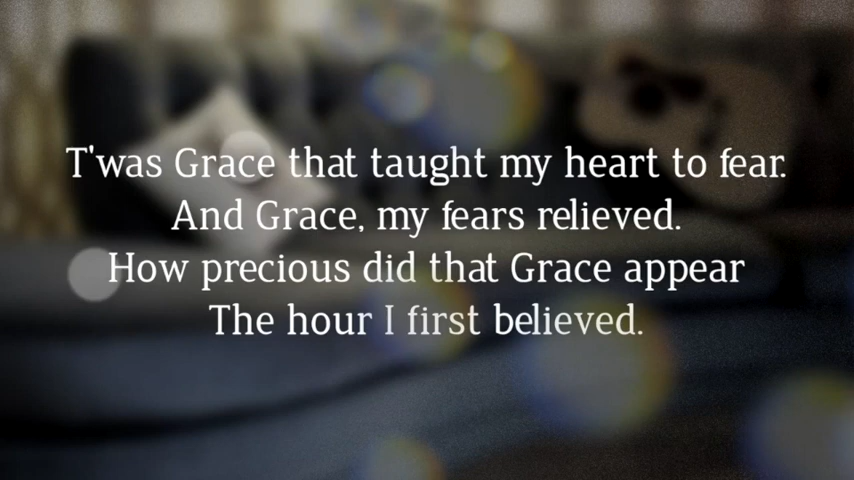 T'was Grace that taught my heart to fear.
And Grace, my fears relieved.
How precious did that Grace appear
The hour I first believed.